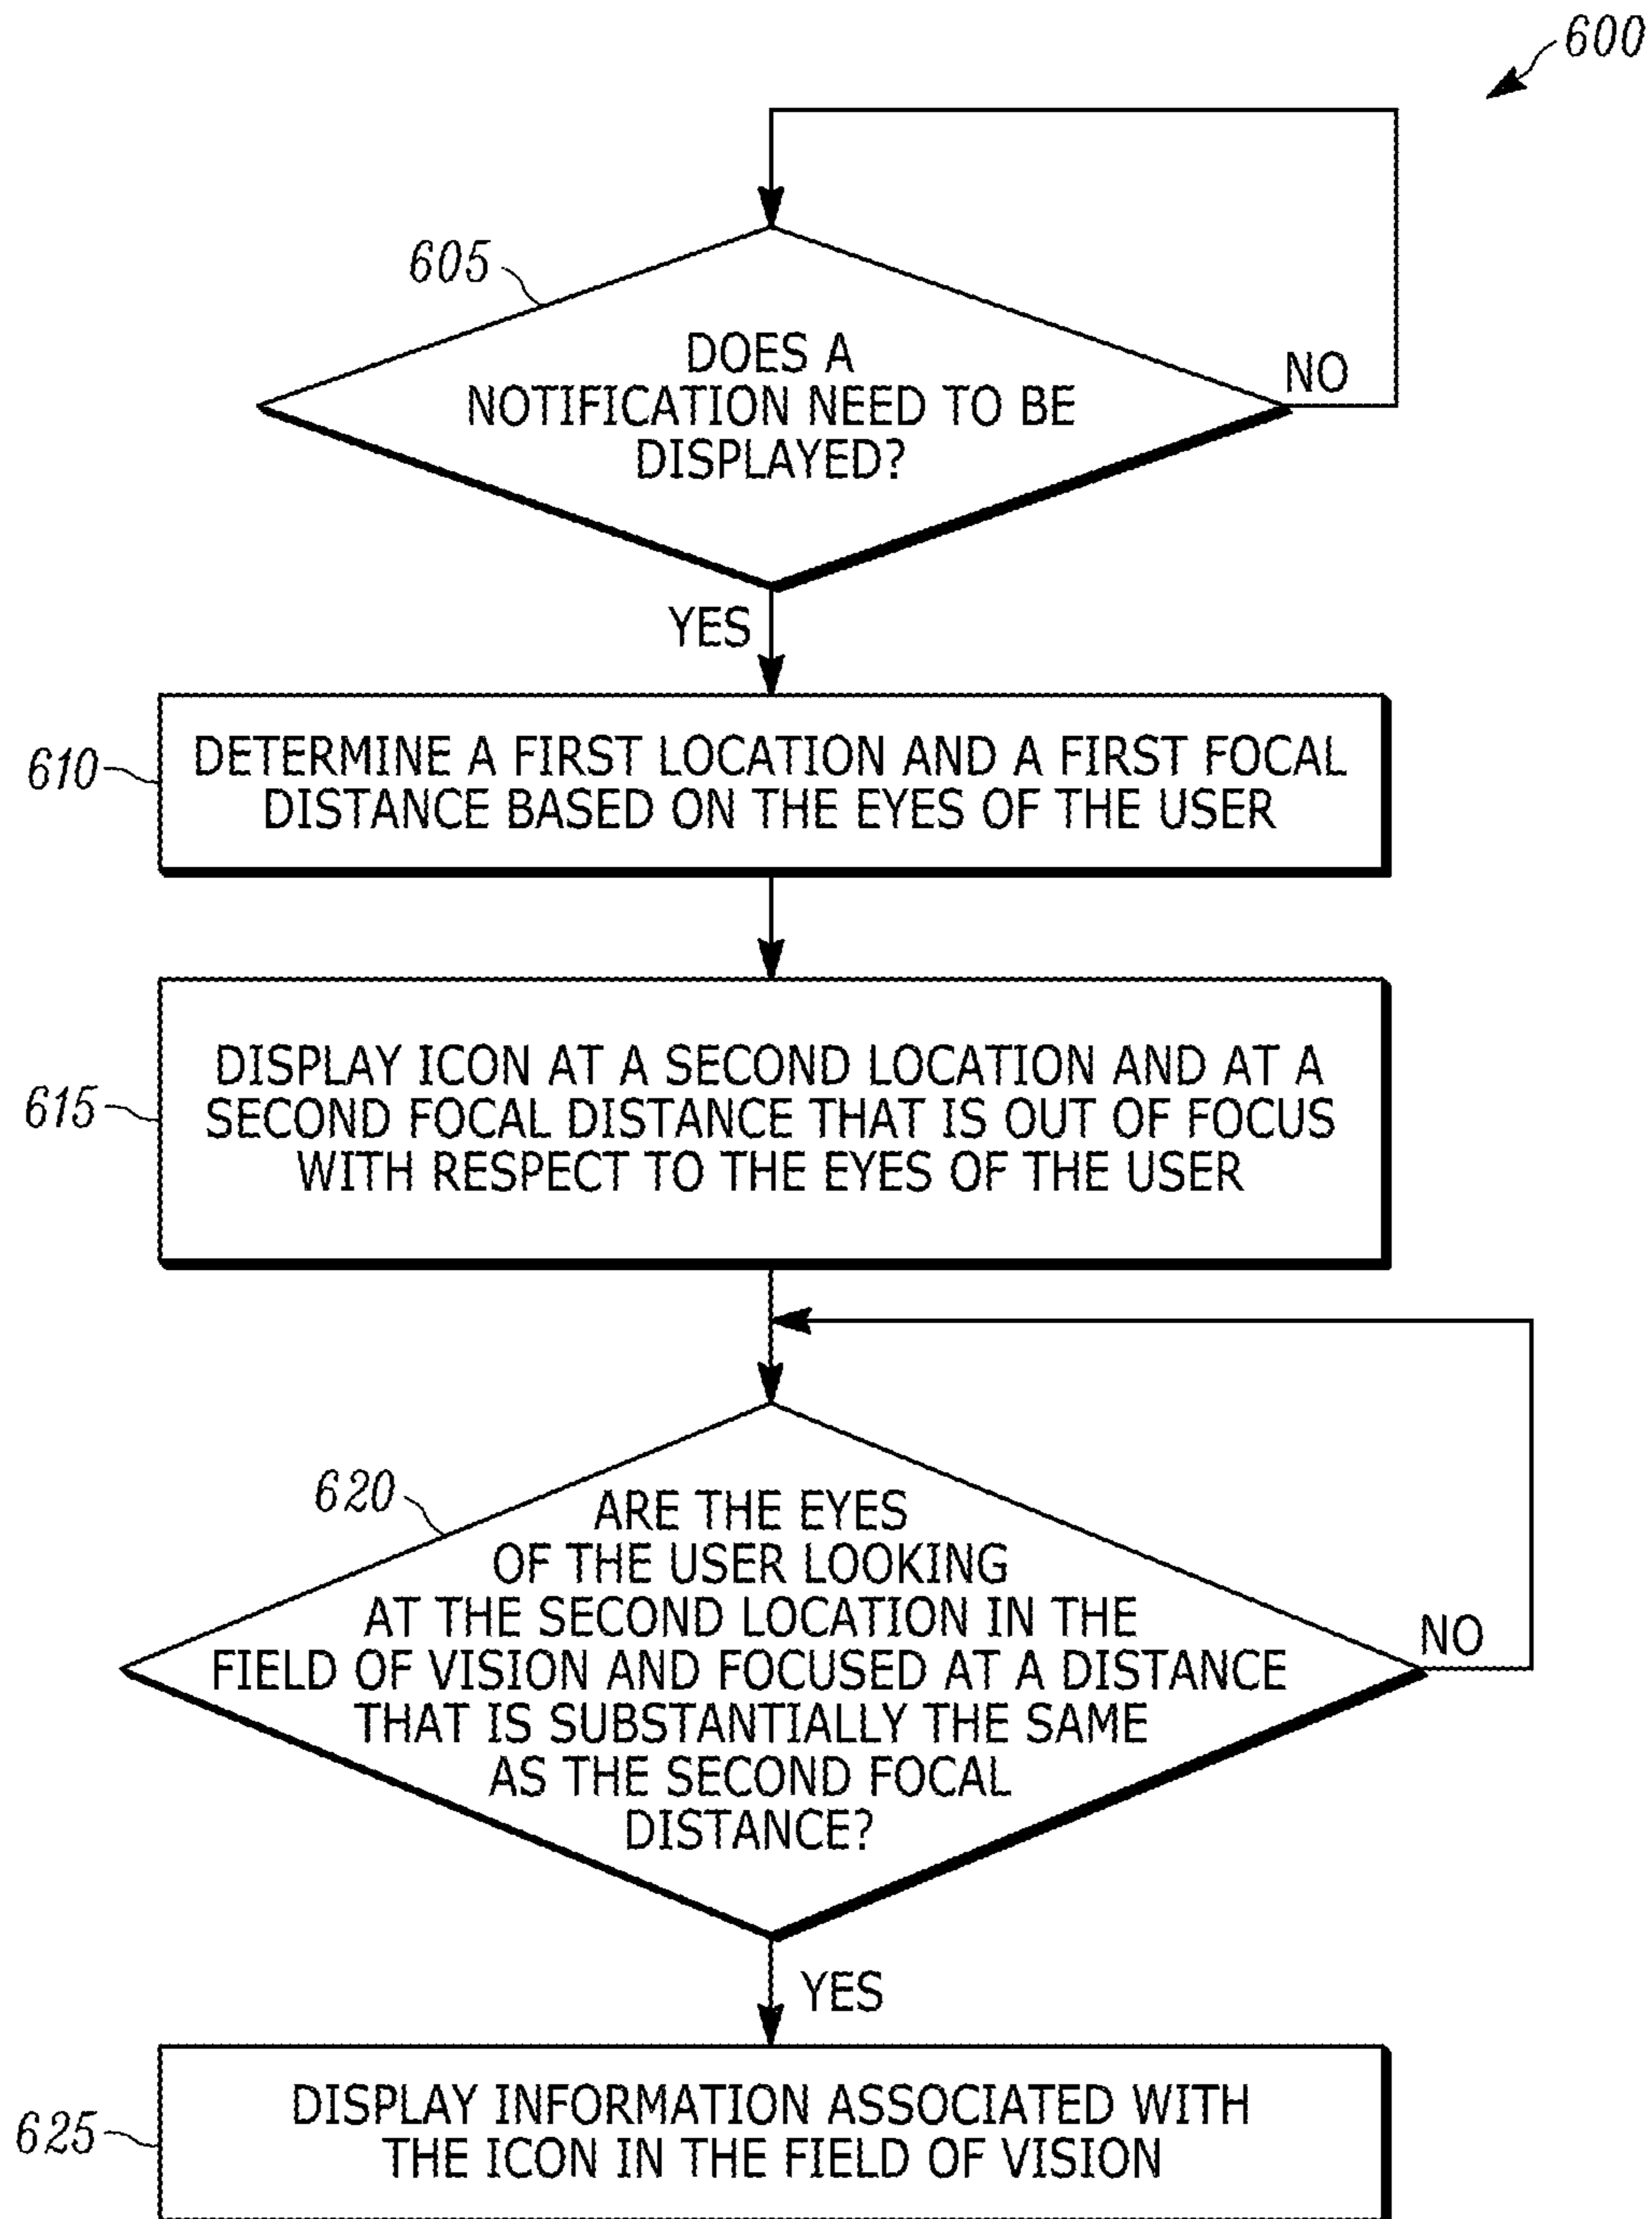 600
605
DOES A
NOTIFICATION NEED TO BE
DISPLAYED?
NO
YES
610
DETERMINE A FIRST LOCATION AND A FIRST FOCAL
DISTANCE BASED ON THE EYES OF THE USER
615
DISPLAY ICON AT A SECOND LOCATION AND AT A
SECOND FOCAL DISTANCE THAT IS OUT OF FOCUS
WITH RESPECT TO THE EYES OF THE USER
620
ARE THE EYES
OF THE USER LOOKING
AT THE SECOND LOCATION IN THE
FIELD OF VISION AND FOCUSED AT A DISTANCE
THAT IS SUBSTANTIALLY THE SAME
AS THE SECOND FOCAL
DISTANCE?
NO
YES
625
DISPLAY INFORMATION ASSOCIATED WITH
THE ICON IN THE FIELD OF VISION